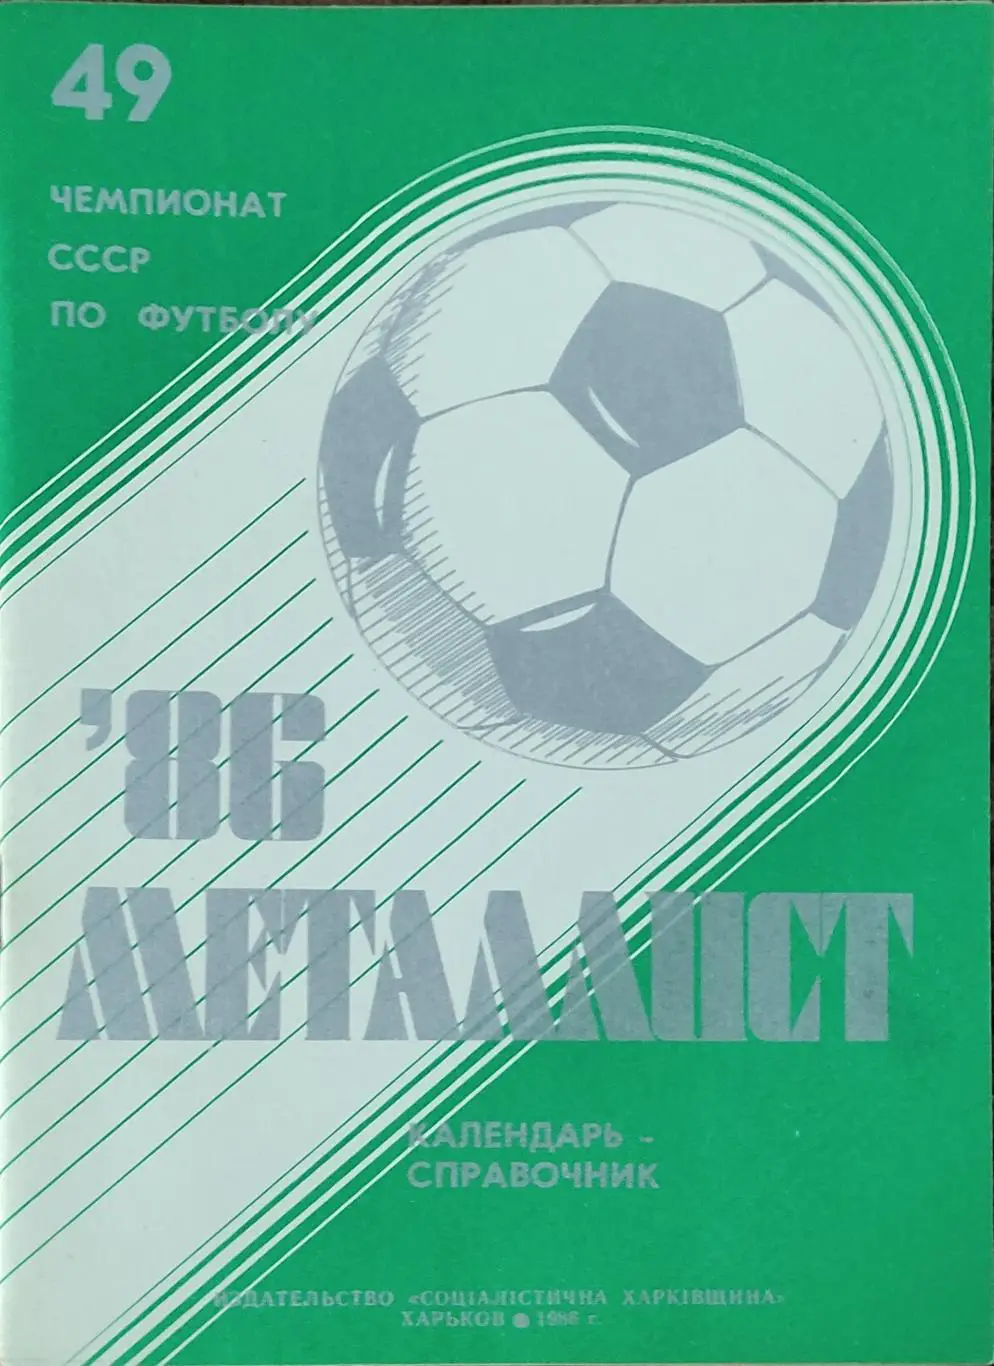 49
ЧЕМПИОНАТ
СССР
ПО ФУТБОЛУ
'86
МЕТАЛЛИСТ
КАЛЕНДАРЬ -
СПРАВОЧНИК
ИЗДАТЕЛЬСТВО «СОЦІАЛІСТИЧНА ХАРКІВЩИНА»
ХАРЬКОВ ● 1986 г.